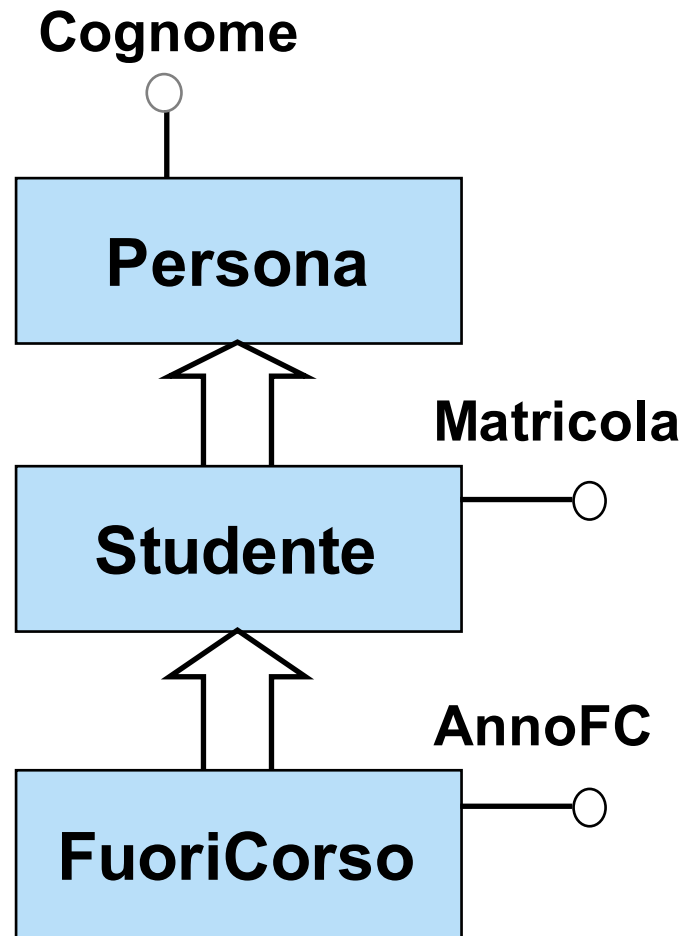 Cognome
Persona
Matricola
Studente
AnnoFC
FuoriCorso